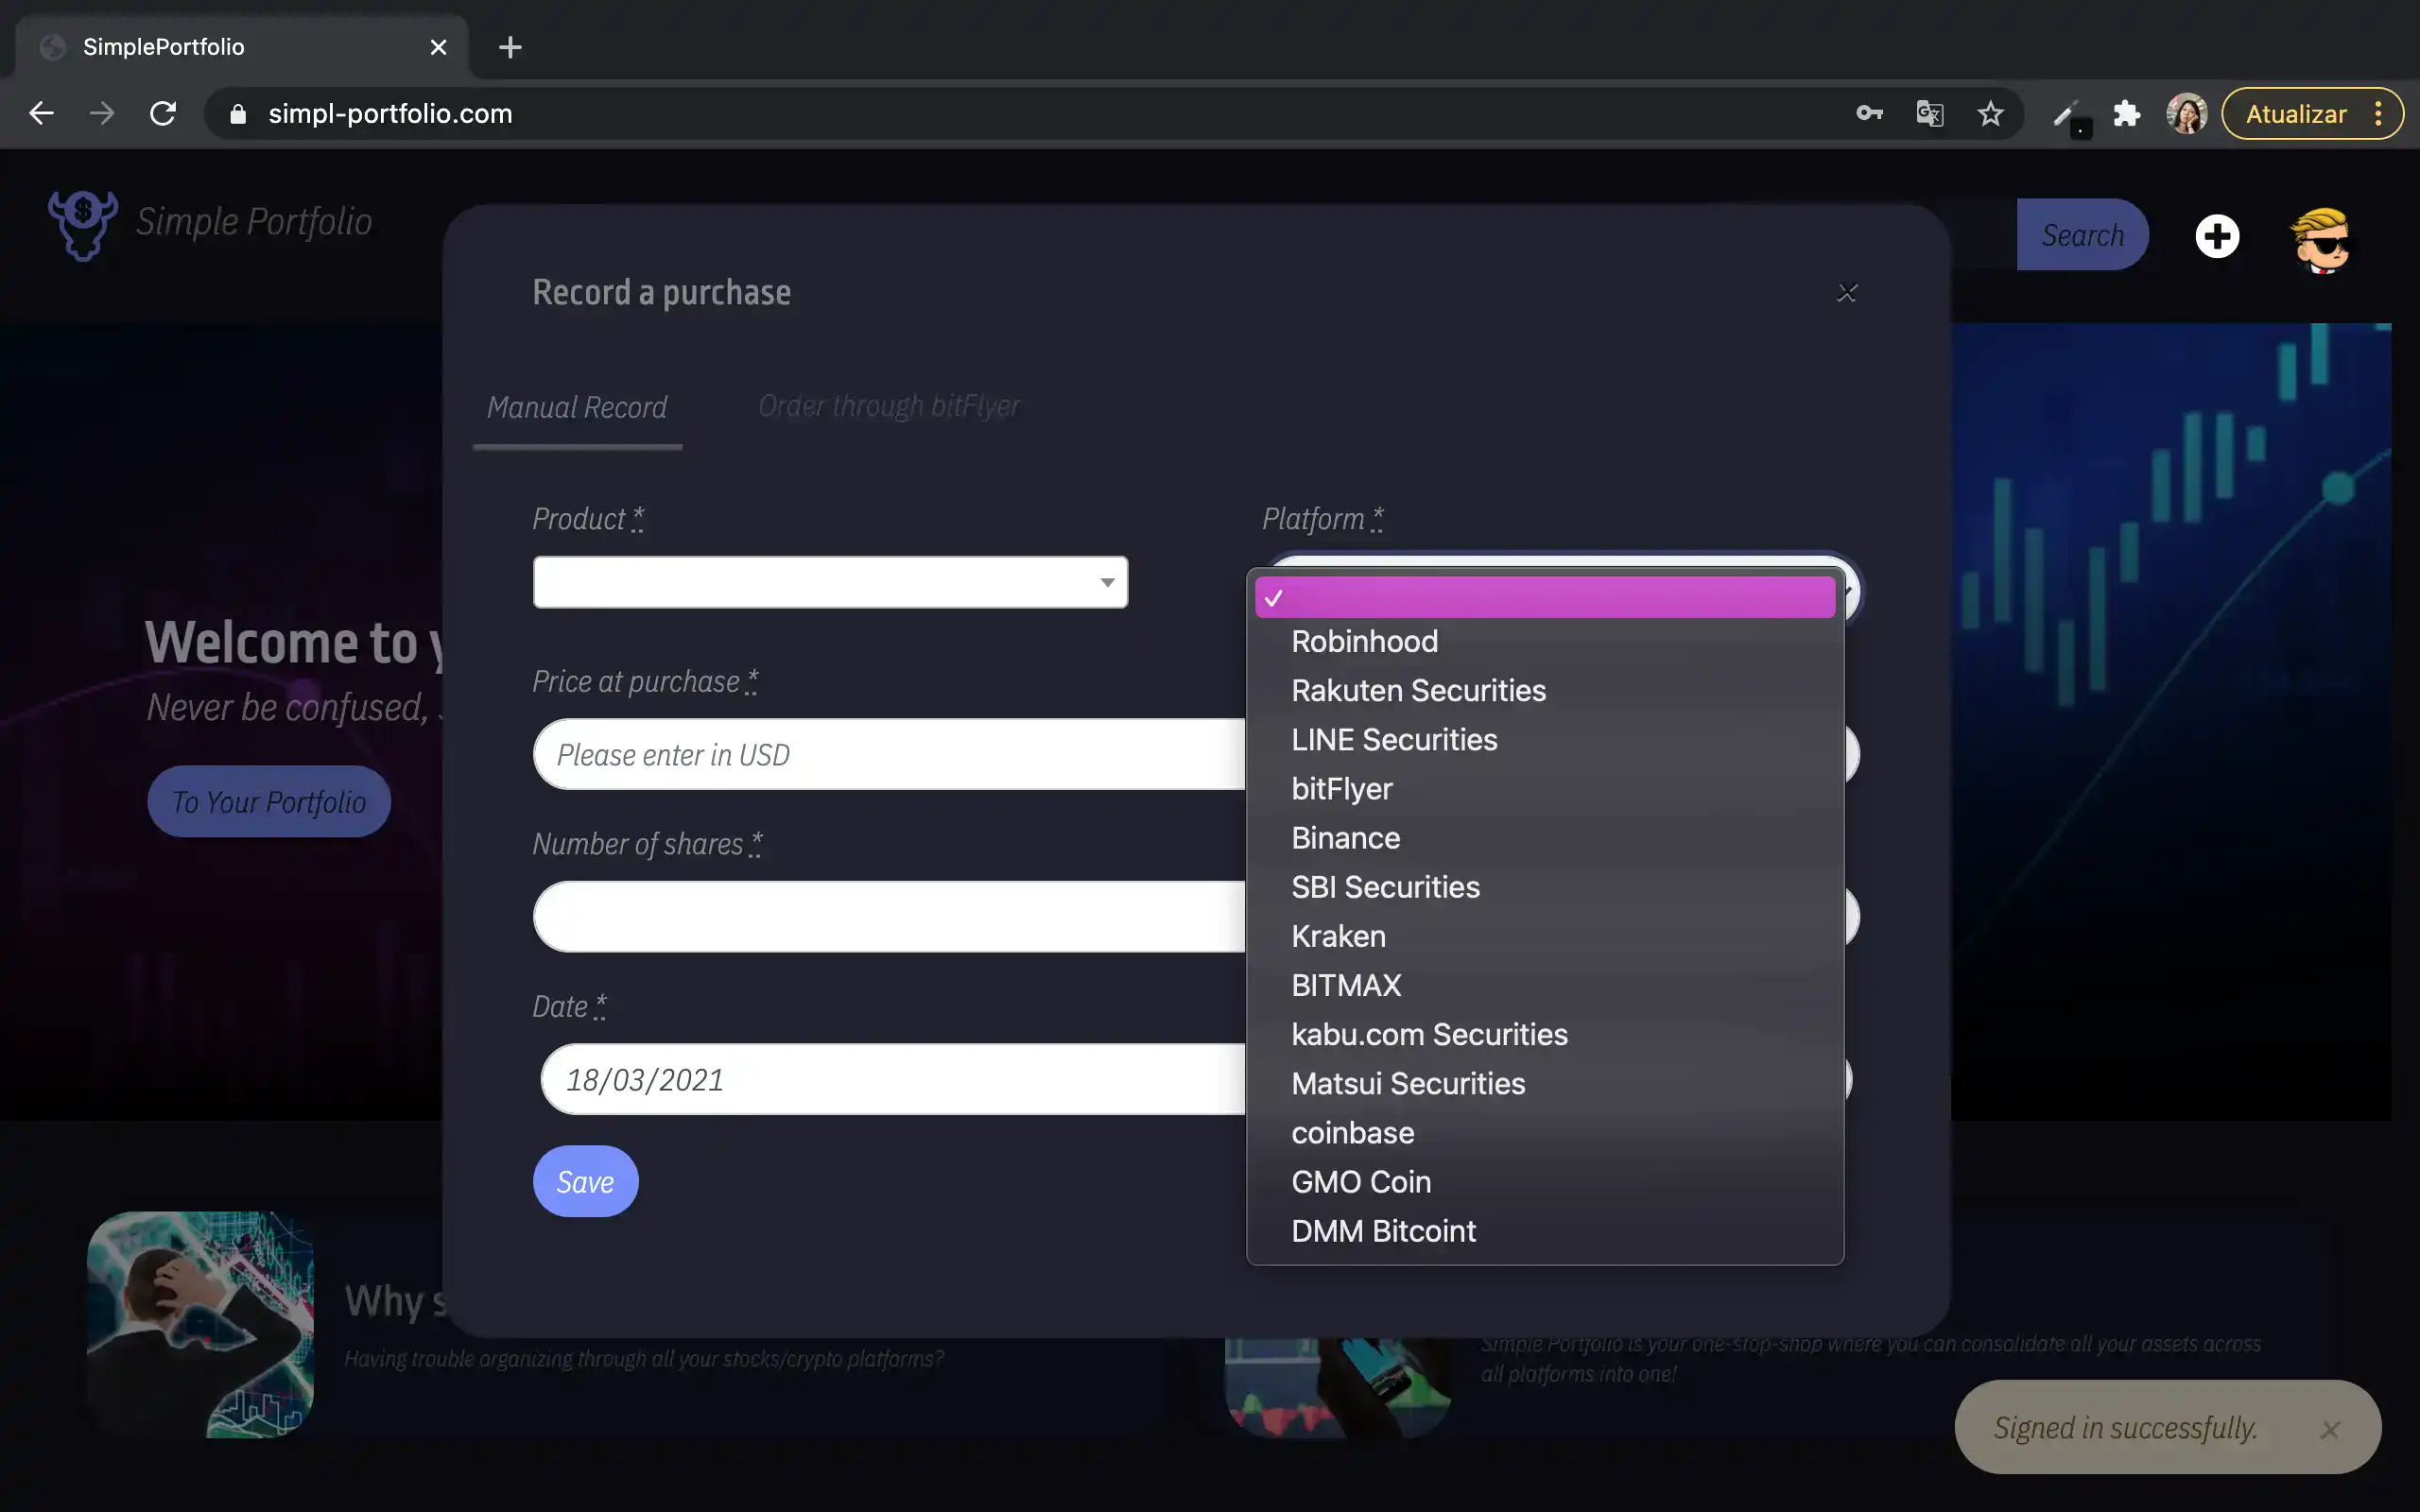 SimplePortfolio
simpl-portfolio.com
Atualizar
Simple Portfolio
Search
Record a purchase
Manual Record
Order through bitFlyer
Product *
Platform *
Robinhood
Rakuten Securities
LINE Securities
bitFlyer
Binance
SBI Securities
Kraken
BITMAX
kabu.com Securities
Matsui Securities
coinbase
GMO Coin
DMM Bitcoint
Price at purchase *
Please enter in USD
Number of shares *
Date *
18/03/2021
Save
Welcome to
Never be confused,
To Your Portfolio
Why s
Having trouble organizing through all your stocks/crypto platforms?
Simple Portfolio is your one-stop-shop where you can consolidate all your assets across
all platforms into one!
Signed in successfully.